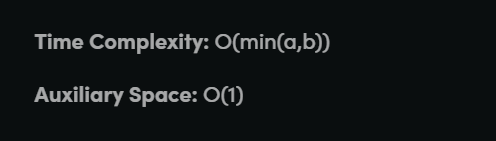 Time Complexity: O(min(a,b))
Auxiliary Space: O(1)